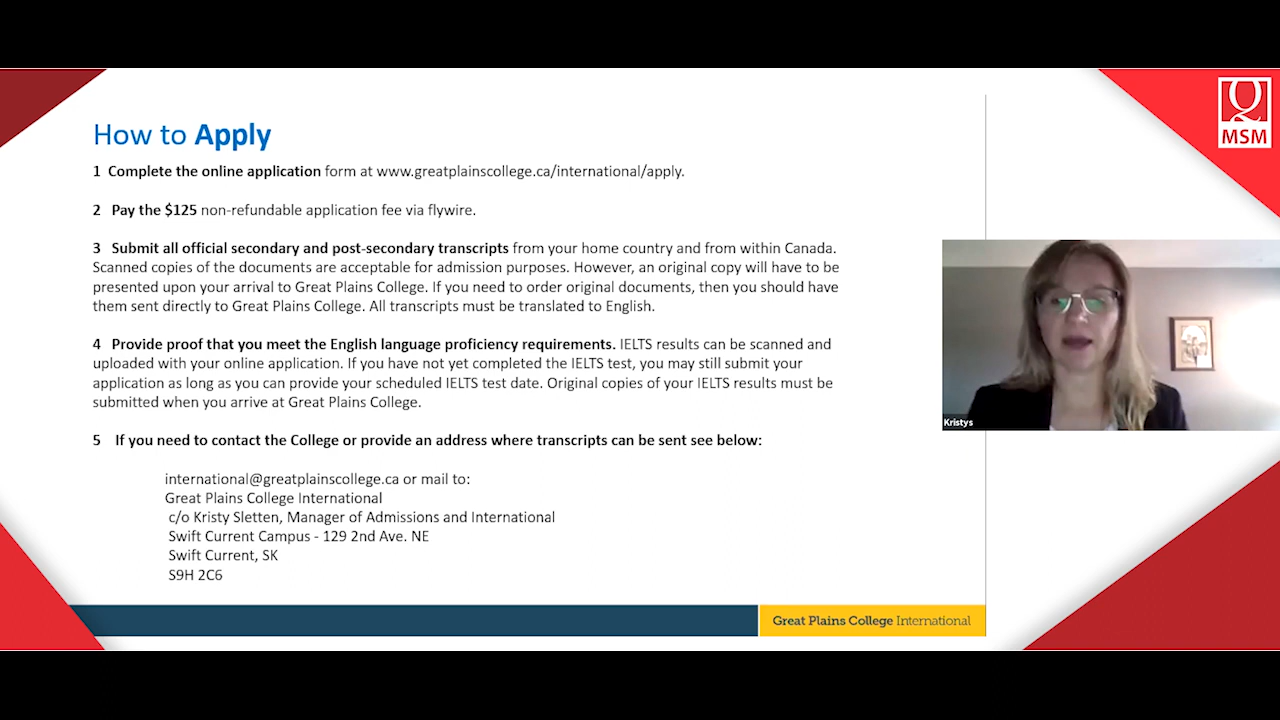 How to Apply
1 Complete the online application form at www.greatplainscollege.ca/international/apply.
2 Pay the $125 non-refundable application fee via flywire.
3 Submit all official secondary and post-secondary transcripts from your home country and from within Canada.
Scanned copies of the documents are acceptable for admission purposes. However, an original copy will have to be
presented upon your arrival to Great Plains College. If you need to order original documents, then you should have
them sent directly to Great Plains College. All transcripts must be translated to English.
4 Provide proof that you meet the English language proficiency requirements. IELTS results can be scanned and
uploaded with your online application. If you have not yet completed the IELTS test, you may still submit your
application as long as you can provide your scheduled IELTS test date. Original copies of your IELTS results must be
submitted when you arrive at Great Plains College.
5 If you need to contact the College or provide an address where transcripts can be sent see below:
international@greatplainscollege.ca or mail to:
Great Plains College International
c/o Kristy Sletten, Manager of Admissions and International
Swift Current Campus - 129 2nd Ave. NE
Swift Current, SK
S9H 2C6
Great Plains College International
MSM
Kristys